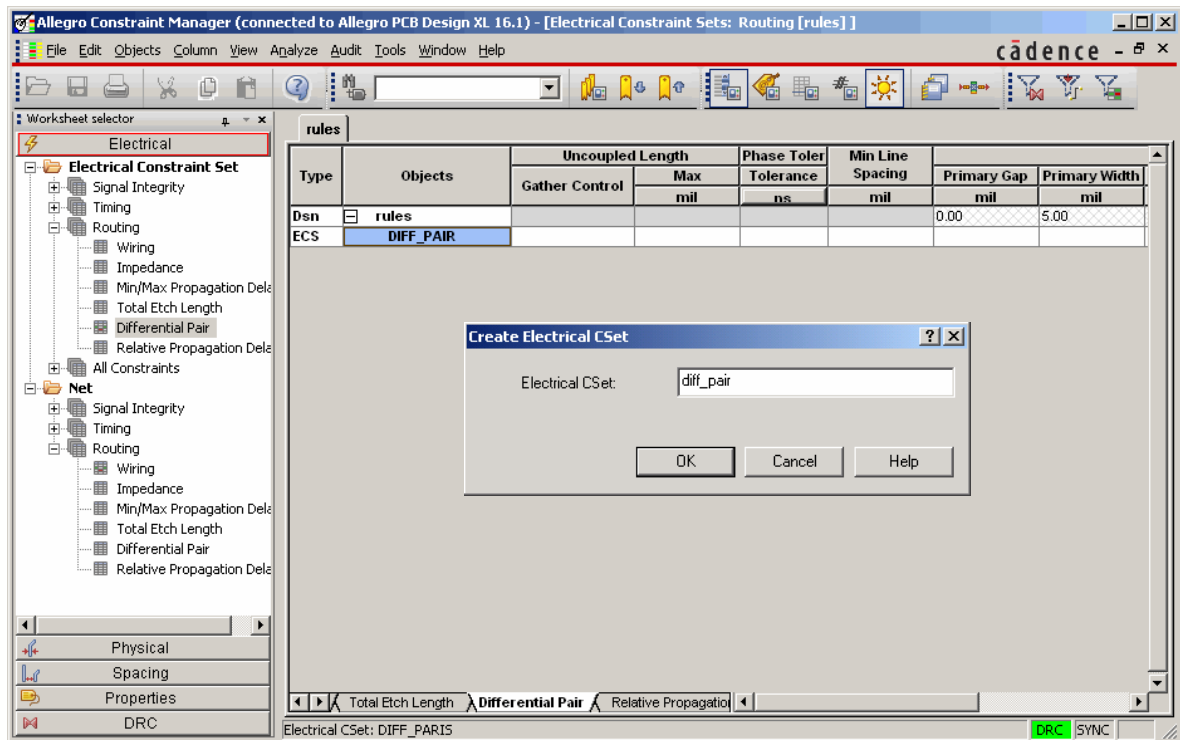 Allegro Constraint Manager (connected to Allegro PCB Design XL 16.1) - [Electrical Constraint Sets: Routing [rules] ]
File Edit Objects Column View Analyze Audit Tools Window Help
cādence
Worksheet selector
Electrical
Electrical Constraint Set
Signal Integrity
Timing
Routing
Wiring
Impedance
Min/Max Propagation Dela
Total Etch Length
Differential Pair
Relative Propagation Dela
All Constraints
Net
Signal Integrity
Timing
Routing
Wiring
Impedance
Min/Max Propagation Dela
Total Etch Length
Differential Pair
Relative Propagation Dela
Physical
Spacing
Properties
DRC
rules
Type Objects Uncoupled Length Phase Toler Min Line Spacing
Gather Control Max Tolerance Primary Gap Primary Width
mil ns mil mil mil
Dsn rules 0.00 5.00
ECS DIFF_PAIR
Create Electrical CSet
Electrical CSet: diff_pair
OK Cancel Help
Total Etch Length Differential Pair Relative Propagation
Electrical CSet: DIFF_PARIS DRC SYNC